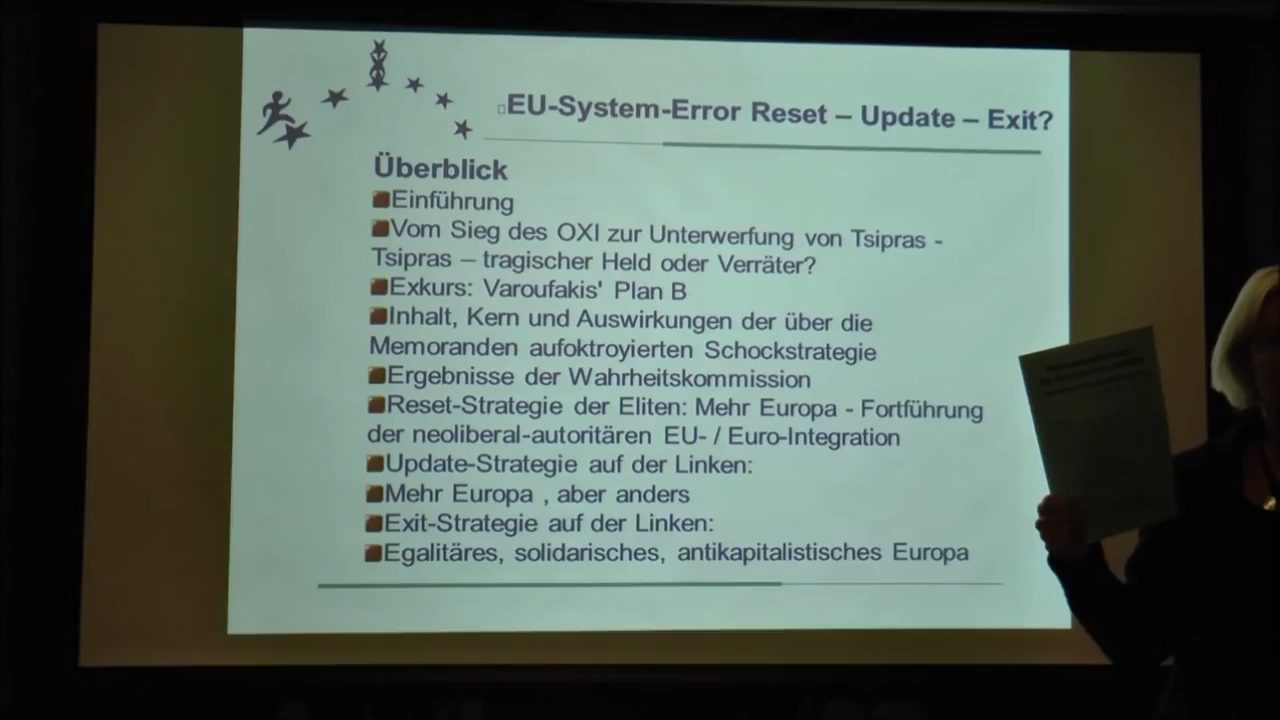 EU-System-Error Reset – Update – Exit?
Überblick
Einführung
Vom Sieg des OXI zur Unterwerfung von Tsipras -
Tsipras – tragischer Held oder Verräter?
Exkurs: Varoufakis' Plan B
Inhalt, Kern und Auswirkungen der über die
Memoranden aufoktroyierten Schockstrategie
Ergebnisse der Wahrheitskommission
Reset-Strategie der Eliten: Mehr Europa - Fortführung
der neoliberal-autoritären EU- / Euro-Integration
Update-Strategie auf der Linken:
Mehr Europa , aber anders
Exit-Strategie auf der Linken:
Egalitäres, solidarisches, antikapitalistisches Europa